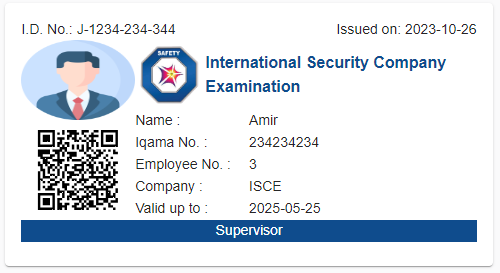 I.D. No.: J-1234-234-344 Issued on: 2023-10-26
SAFETY
International Security Company
Examination
Name : Amir
Iqama No. : 234234234
Employee No. : 3
Company : ISCE
Valid up to : 2025-05-25
Supervisor